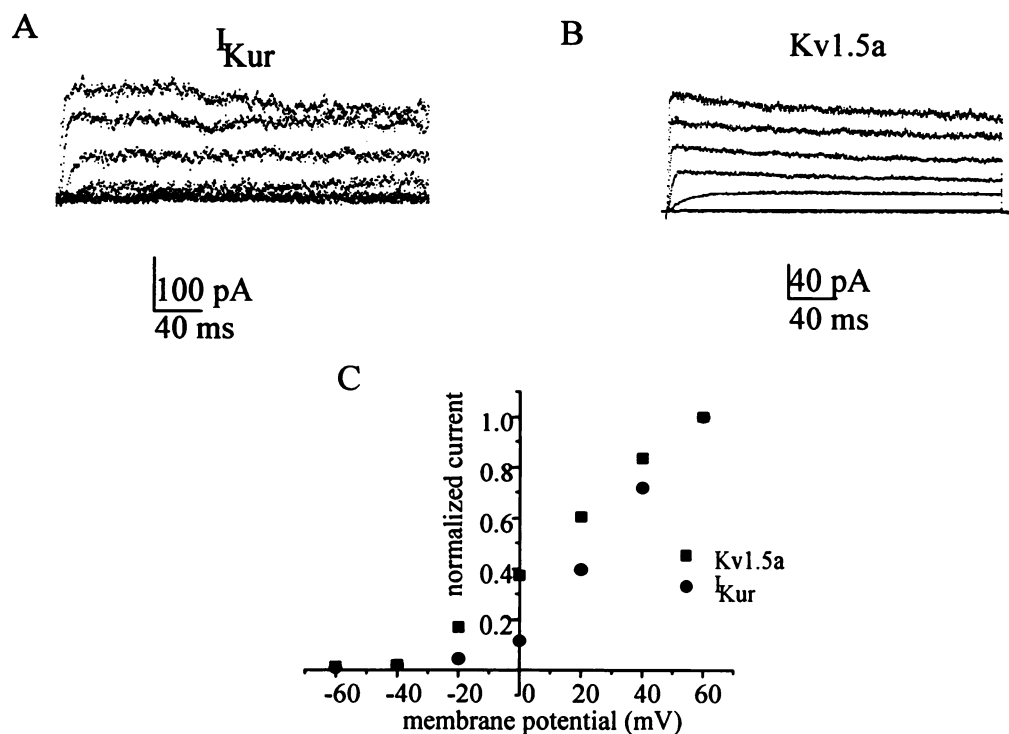 A
IKur
B
Kv1.5a
100 pA
40 ms
40 pA
40 ms
C
normalized current
1.0
0.8
0.6
0.4
0.2
Kv1.5a
IKur
-60 -40 -20 0 20 40 60
membrane potential (mV)